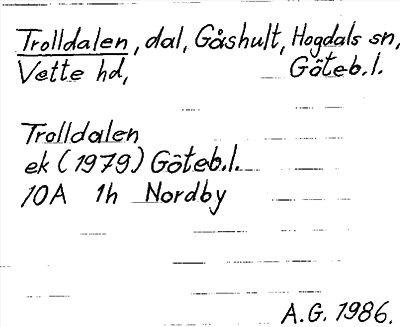 Trolldalen, dal, Gåshult, Hogdals sn,
Vette hd, Göteb.l.
Trolldalen
ek (1979) Göteb.l.
10A 1h Nordby
A.G. 1986.